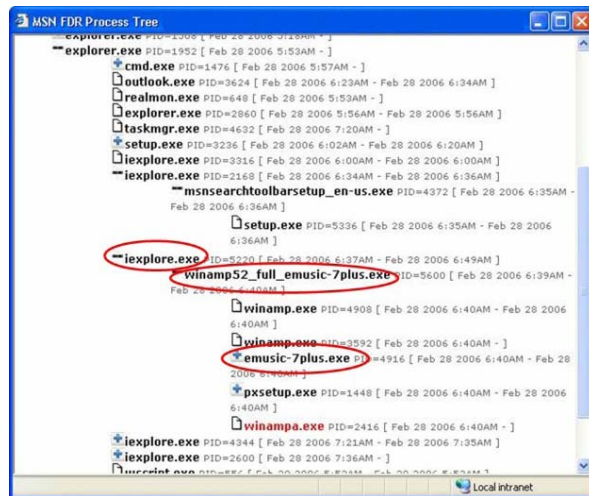 MSN FDR Process Tree
explorer.exe PID=1952 [ Feb 28 2006 5:53AM - ]
cmd.exe PID=1476 [ Feb 28 2006 5:57AM - ]
outlook.exe PID=3624 [ Feb 28 2006 6:23AM - Feb 28 2006 6:34AM ]
realmon.exe PID=648 [ Feb 28 2006 5:53AM - ]
explorer.exe PID=2860 [ Feb 28 2006 5:56AM - Feb 28 2006 5:56AM ]
taskmgr.exe PID=4632 [ Feb 28 2006 7:20AM - ]
setup.exe PID=3236 [ Feb 28 2006 6:02AM - Feb 28 2006 6:20AM ]
iexplore.exe PID=3316 [ Feb 28 2006 6:00AM - Feb 28 2006 6:00AM ]
iexplore.exe PID=2168 [ Feb 28 2006 6:34AM - Feb 28 2006 6:36AM ]
msnsearchtoolbarsetup_en-us.exe PID=4372 [ Feb 28 2006 6:35AM -
Feb 28 2006 6:36AM ]
setup.exe PID=5336 [ Feb 28 2006 6:35AM - Feb 28 2006
6:36AM ]
iexplore.exe PID=5220 [ Feb 28 2006 6:37AM - Feb 28 2006 6:49AM ]
winamp52_full_emusic-7plus.exe PID=5600 [ Feb 28 2006 6:39AM -
Feb 28 2006 6:40AM ]
winamp.exe PID=4908 [ Feb 28 2006 6:40AM - Feb 28 2006
6:40AM ]
winamp.exe PID=3592 [ Feb 28 2006 6:40AM - ]
emusic-7plus.exe PID=4916 [ Feb 28 2006 6:40AM - Feb 28
2006 6:40AM ]
pxsetup.exe PID=1448 [ Feb 28 2006 6:40AM - Feb 28 2006
6:40AM ]
winampa.exe PID=2416 [ Feb 28 2006 6:40AM - ]
iexplore.exe PID=4344 [ Feb 28 2006 7:21AM - Feb 28 2006 7:35AM ]
iexplore.exe PID=2600 [ Feb 28 2006 7:36AM - ]
Local intranet